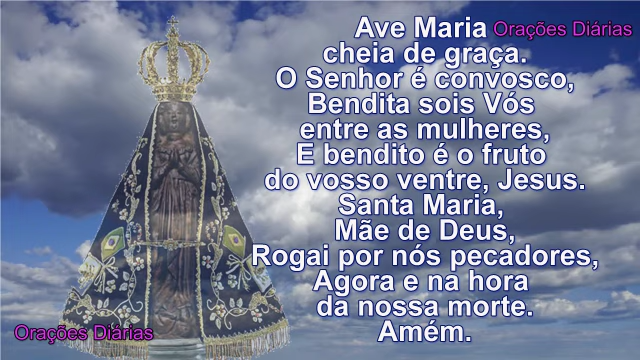 Ave Maria
Orações Diárias
cheia de graça.
O Senhor é convosco,
Bendita sois Vós
entre as mulheres,
E bendito é o fruto
do vosso ventre, Jesus.
Santa Maria,
Mãe de Deus,
Rogai por nós pecadores,
Agora e na hora
da nossa morte.
Amém.
Orações Diárias